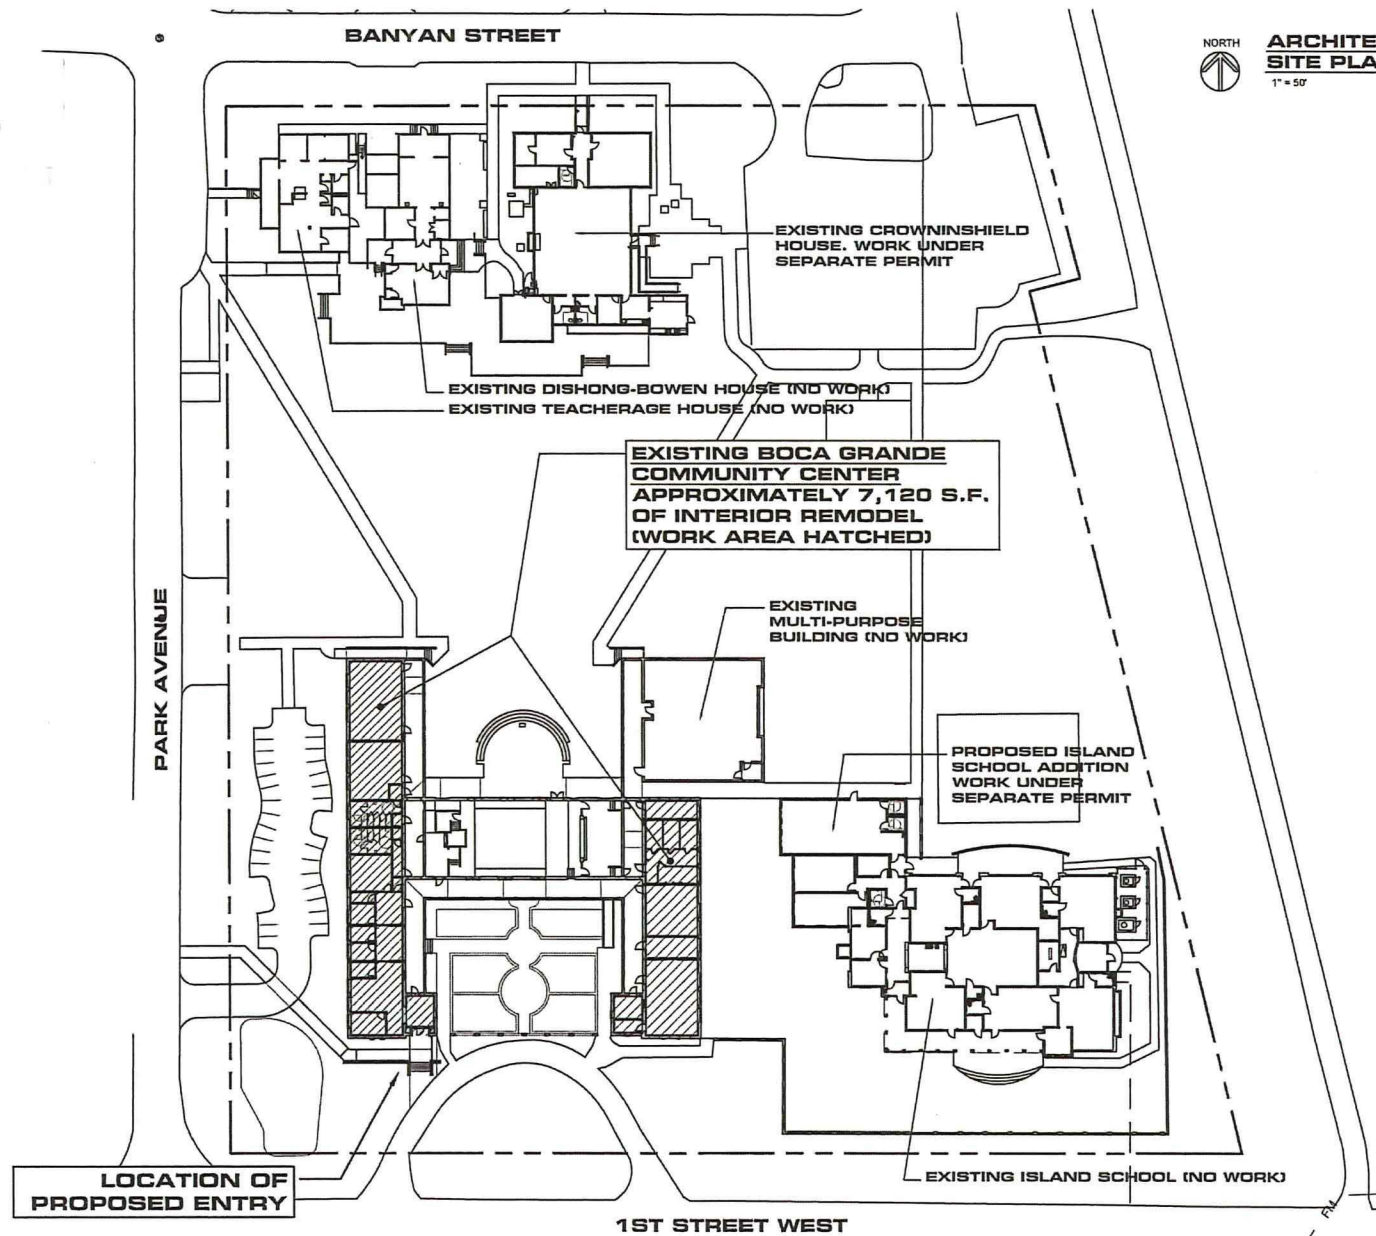 BANYAN STREET
NORTH
1" = 50'
EXISTING CROWNINSHIELD
HOUSE. WORK UNDER
SEPARATE PERMIT
EXISTING DISHONG-BOWEN HOUSE (NO WORK)
EXISTING TEACHERAGE HOUSE (NO WORK)
EXISTING BOCA GRANDE
COMMUNITY CENTER
APPROXIMATELY 7,120 S.F.
OF INTERIOR REMODEL
(WORK AREA HATCHED)
PARK AVENUE
EXISTING
MULTI-PURPOSE
BUILDING (NO WORK)
PROPOSED ISLAND
SCHOOL ADDITION
WORK UNDER
SEPARATE PERMIT
LOCATION OF
PROPOSED ENTRY
EXISTING ISLAND SCHOOL (NO WORK)
1ST STREET WEST
FM
ARCHITE
SITE PLA